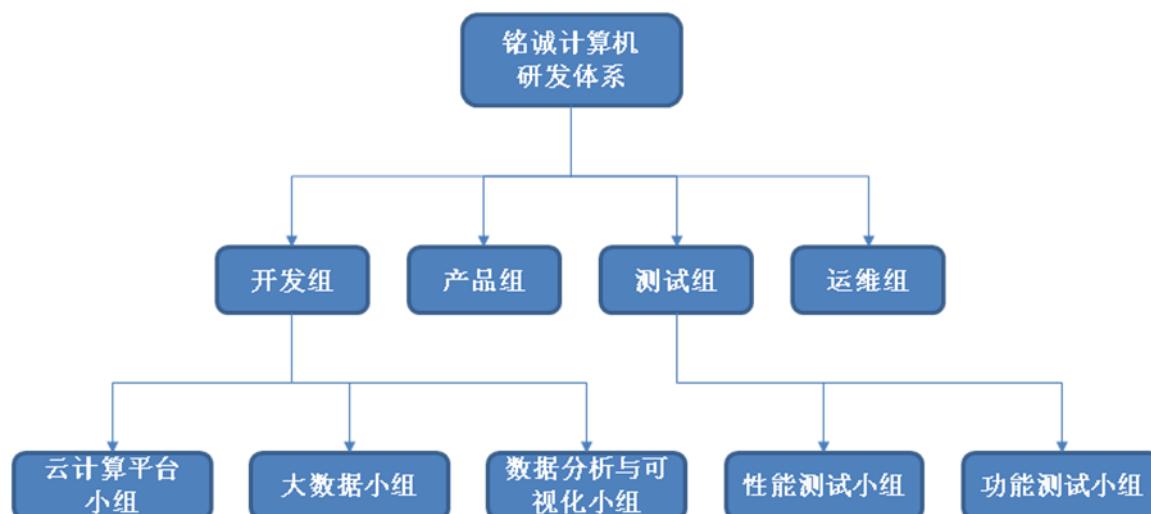 铭诚计算机
研发体系
开发组
产品组
测试组
运维组
云计算平台
小组
大数据小组
数据分析与可
视化小组
性能测试小组
功能测试小组